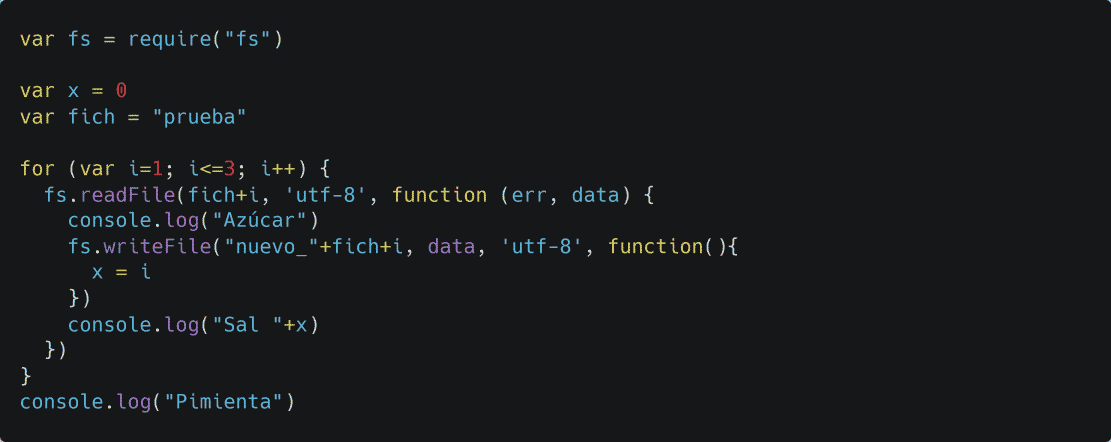 var fs = require("fs")
var x = 0
var fich = "prueba"
for (var i=1; i<=3; i++) {
fs.readFile(fich+i, 'utf-8', function (err, data) {
console.log("Azúcar")
fs.writeFile("nuevo_"+fich+i, data, 'utf-8', function(){
x = i
})
console.log("Sal "+x)
})
}
console.log("Pimienta")